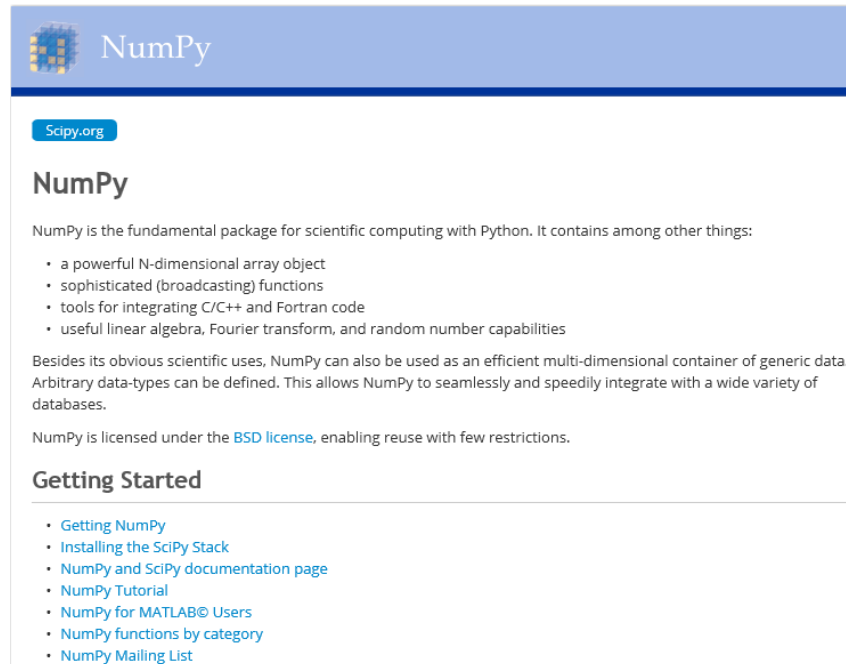 NumPy
Scipy.org
NumPy
NumPy is the fundamental package for scientific computing with Python. It contains among other things:
• a powerful N-dimensional array object
• sophisticated (broadcasting) functions
• tools for integrating C/C++ and Fortran code
• useful linear algebra, Fourier transform, and random number capabilities
Besides its obvious scientific uses, NumPy can also be used as an efficient multi-dimensional container of generic data.
Arbitrary data-types can be defined. This allows NumPy to seamlessly and speedily integrate with a wide variety of
databases.
NumPy is licensed under the BSD license, enabling reuse with few restrictions.
Getting Started
• Getting NumPy
• Installing the SciPy Stack
• NumPy and SciPy documentation page
• NumPy Tutorial
• NumPy for MATLAB© Users
• NumPy functions by category
• NumPy Mailing List